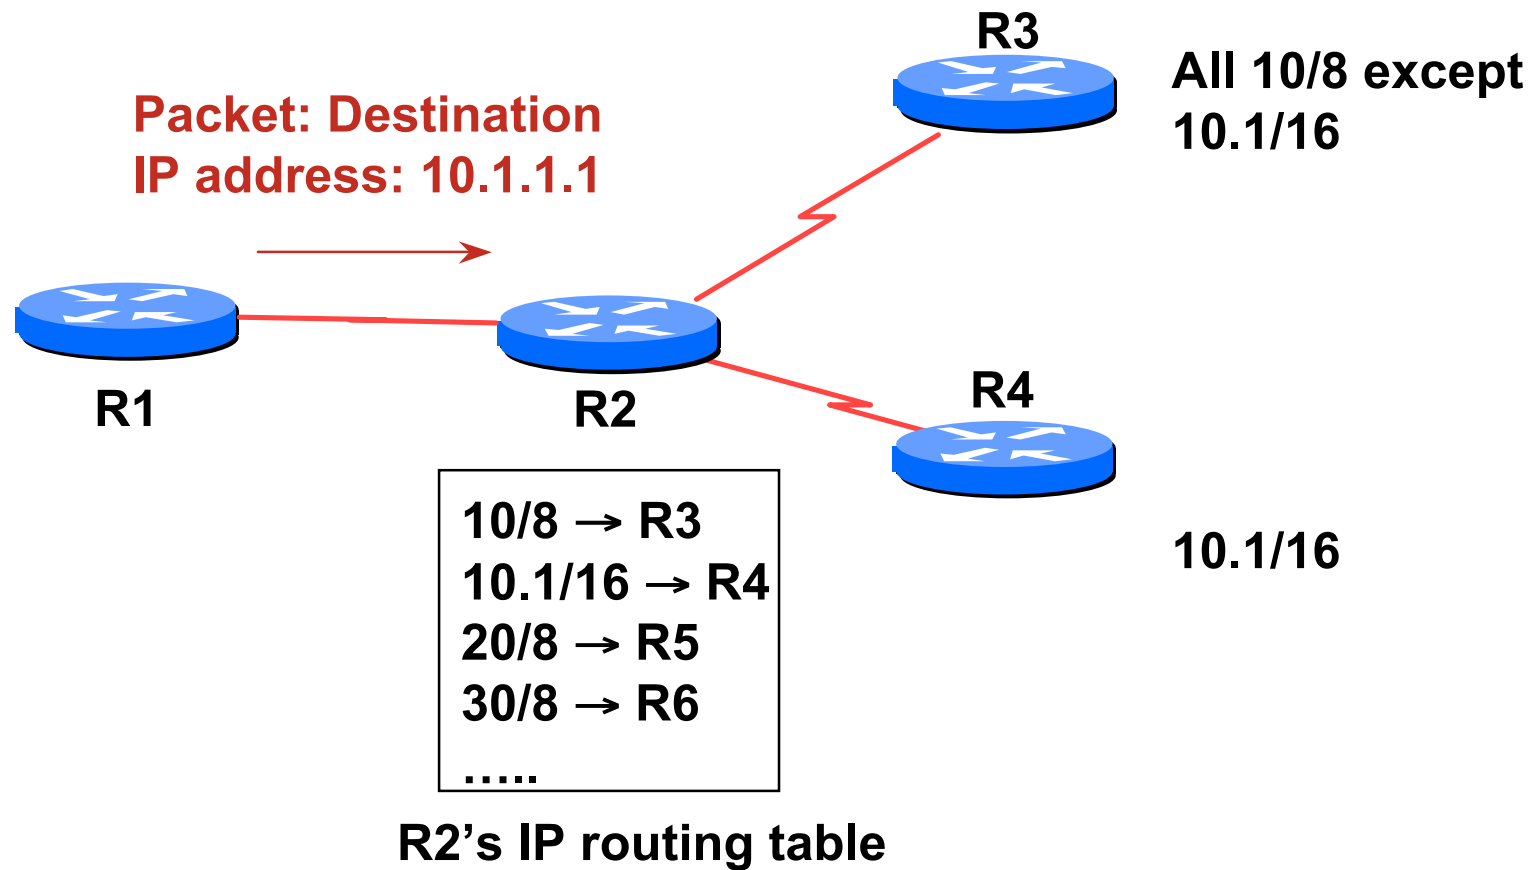 R3
All 10/8 except
10.1/16
Packet: Destination
IP address: 10.1.1.1
R1
R2
R4
10.1/16
10/8 → R3
10.1/16 → R4
20/8 → R5
30/8 → R6
.....
R2’s IP routing table